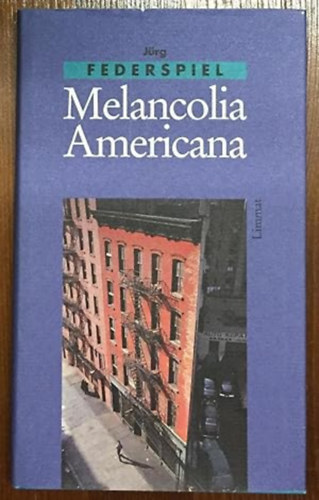 Jürg
FEDERSPIEL
Melancolia
Americana
Limmat